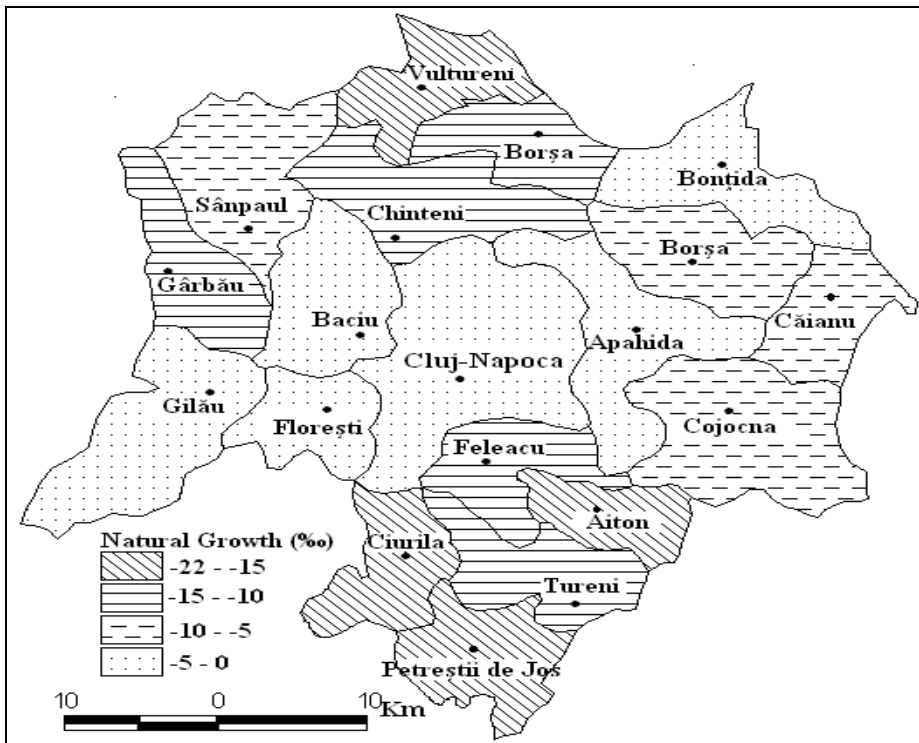 Vultureni
Borșa
Bonțida
Sânpaul
Chinteni
Borșa
Gârbău
Căianu
Baciu
Apahida
Cluj-Napoca
Gilău
Florești
Cojocna
Feleacu
Aiton
Natural Growth (‰)
Ciurila
-22 - -15
-15 - -10
Tureni
-10 - -5
-5 - 0
Petreștii de Jos
10 0 10
Km